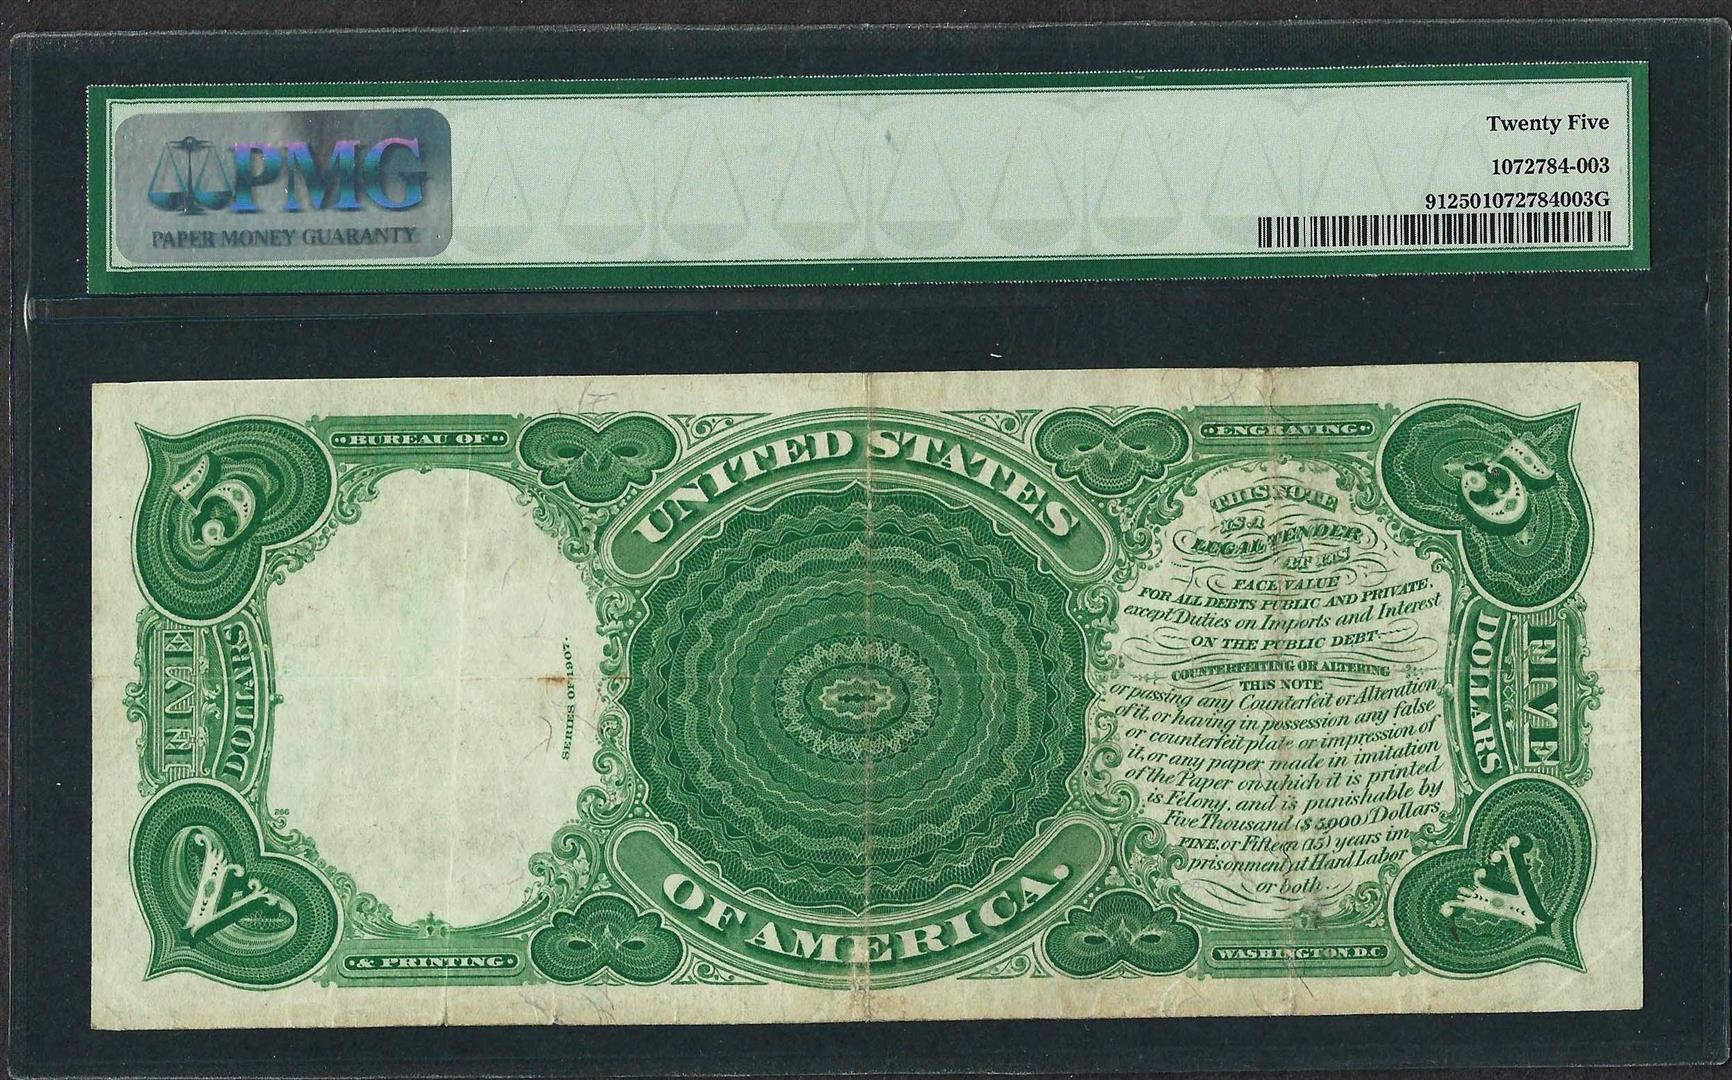 PMG
PAPER MONEY GUARANTY
Twenty Five
1072784-003
912501072784003G
BUREAU OF
ENGRAVING
5
5
UNITED STATES
THIS NOTE
IS A
LEGAL TENDER
AT ITS
FACE VALUE
FOR ALL DEBTS PUBLIC AND PRIVATE,
except Duties on Imports and Interest
ON THE PUBLIC DEBT
COUNTERFEITING OR ALTERING
THIS NOTE
or passing any Counterfeit or Alteration
of it, or having in possession any false
or counterfeit plate or impression of
it, or any paper made in imitation
of the Paper on which it is printed
is Felony, and is punishable by
Five Thousand ($5,000) Dollars
FINE, or Fifteen (15) years im-
prisonment at Hard Labor
or both.
FIVE
DOLLARS
SERIES OF 1907.
DOLLARS
FIVE
266
V
V
OF AMERICA.
& PRINTING
WASHINGTON D.C